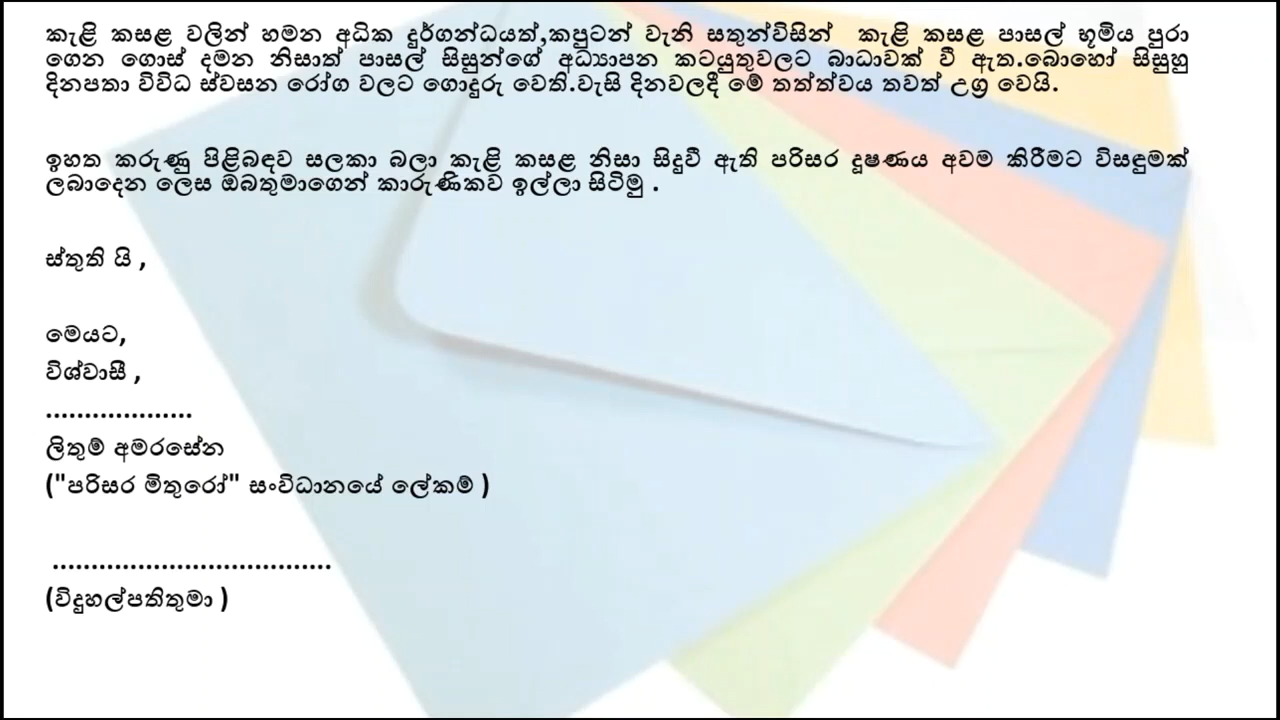 කැළි කසළ වලින් හමන අධික දුර්ගන්ධයත්,කපුටන් වැනි සතුන්විසින් කැළි කසළ පාසල් භූමිය පුරා
ගෙන ගොස් දමන නිසාත් පාසල් සිසුන්ගේ අධ්‍යාපන කටයුතුවලට බාධාවක් වී ඇත.බොහෝ සිසුහු
දිනපතා විවිධ ස්වසන රෝග වලට ගොදුරු වෙති.වැසි දිනවලදී මේ තත්ත්වය තවත් උග්‍ර වෙයි.
ඉහත කරුණු පිළිබඳව සලකා බලා කැළි කසළ නිසා සිදුවී ඇති පරිසර දූෂණය අවම කිරීමට විසඳුමක්
ලබාදෙන ලෙස ඔබතුමාගෙන් කාරුණිකව ඉල්ලා සිටිමු .
ස්තුති යි ,
මෙයට,
විශ්වාසී ,
...................
ලිතුම් අමරසේන
("පරිසර මිතුරෝ" සංවිධානයේ ලේකම් )
....................................
(විදුහල්පතිතුමා )